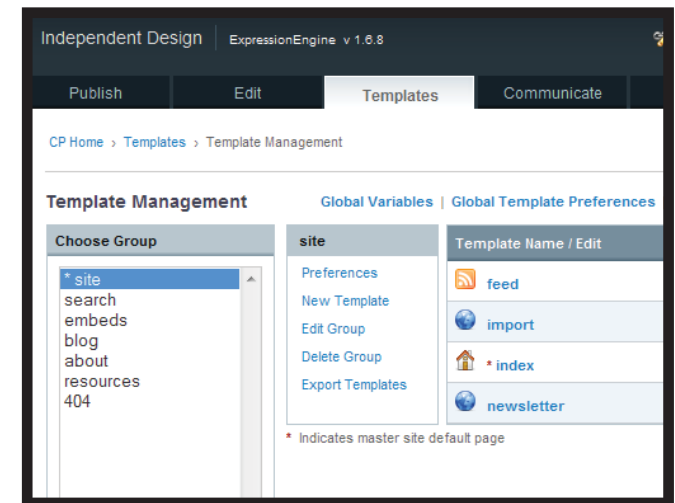 Independent Design ExpressionEngine v 1.6.8
Publish Edit Templates Communicate
CP Home › Templates › Template Management
Template Management Global Variables | Global Template Preferences
Choose Group
* site
search
embeds
blog
about
resources
404
site
Preferences
New Template
Edit Group
Delete Group
Export Templates
Template Name / Edit
feed
import
* index
newsletter
* Indicates master site default page